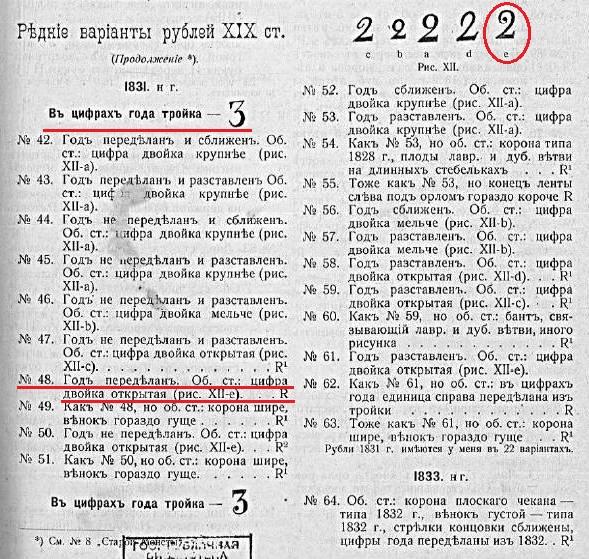 Рѣдніе варіанты рублей XIX ст.
(Продолженіе *).
1831. н г.
Въ цифрахъ года тройка — 3
№ 42. Годъ передѣланъ и сближенъ. Об.
ст.: цифра двойка крупнѣе (рис.
XII-a).
№ 43. Годъ передѣланъ и разставленъ Об.
ст.: двойка крупнѣе (рис.
XII-a).
№ 44. Годъ не передѣланъ и сближенъ.
Об. ст.: цифра двойка крупнѣе (рис.
XII-a).
№ 45. Годъ не передѣланъ и разставленъ.
Об. ст.: цифра двойка крупнѣе (рис.
XII-a).
№ 46. Годъ не передѣланъ и разставленъ.
Об. ст.: цифра двойка мельче (рис.
XII-b).
№ 47. Годъ не передѣланъ и разставленъ.
Об. ст.: цифра двойка открытая (рис.
XII-c). . . . . . . . . . . . . . R¹
№ 48. Годъ передѣланъ. Об. ст.: цифра
двойка открытая (рис. XII-e). . . R
№ 49. Какъ № 48, но об. ст.: корона шире,
вѣнокъ гораздо гуще . . . . . . R¹
№ 50. Годъ не передѣланъ. Об. ст.: цифра
двойка открытая (рис. XII-e) . . R²
№ 51. Какъ № 50, но об. ст.: корона шире,
вѣнокъ гораздо гуще . . . . . . R¹
Въ цифрахъ года тройка — 3
*) См. № 8 „Старой Монеты“
2 2 2 2 2
c b a d e
Рис. XII.
№ 52. Годъ сближенъ. Об. ст.: цифра
двойка крупнѣе (рис. XII-a).
№ 53. Годъ разставленъ. Об. ст.: цифра
двойка крупнѣе (рис. XII-a).
№ 54. Какъ № 53, но об. ст.: корона типа
1828 г., плоды лавр. и дуб. вѣтви
на длинныхъ стебелькахъ . . . R¹
№ 55. Тоже какъ № 53, но конецъ ленты
слѣва подъ орломъ гораздо короче R
№ 56. Годъ сближенъ. Об. ст.: цифра
двойка мельче (рис. XII-b).
№ 57. Годъ разставленъ. Об. ст.: цифра
двойка мельче (рис. XII-b).
№ 58. Годъ разставленъ. Об. ст.: цифра
двойка открытая (рис. XII-d). . . R¹
№ 59. Годъ разставленъ. Об. ст.: цифра
двойка открытая (рис. XII-c). . . R¹
№ 60. Какъ № 59, но об. ст.: бантъ, свя-
зывающій лавр. и дуб. вѣтви, иного
рисунка . . . . . . . . . . . . R¹
№ 61. Годъ разставленъ. Об. ст.: цифра
двойка открытая (рис. XII-e). . . R
№ 62. Какъ № 61, но об. ст.: въ цифрахъ
года единица справа передѣлана изъ
тройки . . . . . . . . . . . . R
№ 63. Тоже какъ № 61, но об. ст.: корона
шире, вѣнокъ гораздо гуще . . . R¹
Рубли 1831 г. имѣются у меня въ 22 варіантахъ.
1833. н г.
№ 64. Об. ст.: корона плоскаго чекана —
типа 1832 г., вѣнокъ густой — типа
1832 г., стрѣлки концовки сближены,
цифры года передѣланы изъ 1832. . R¹